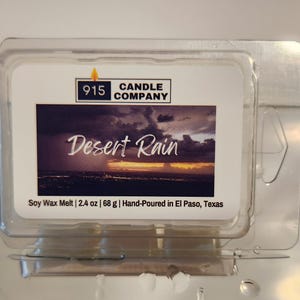 915 CANDLE
COMPANY
Desert Rain
Soy Wax Melt | 2.4 oz | 68 g | Hand-Poured in El Paso, Texas